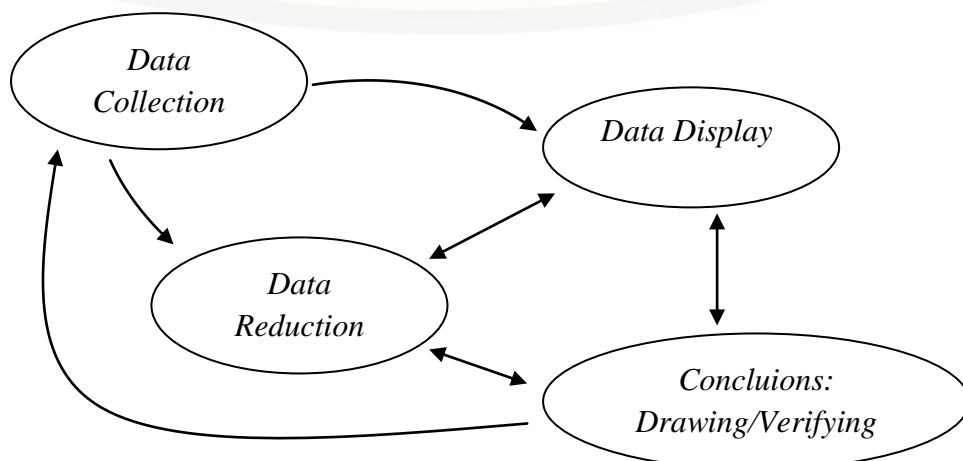 Data
Collection
Data Display
Data
Reduction
Concluions:
Drawing/Verifying